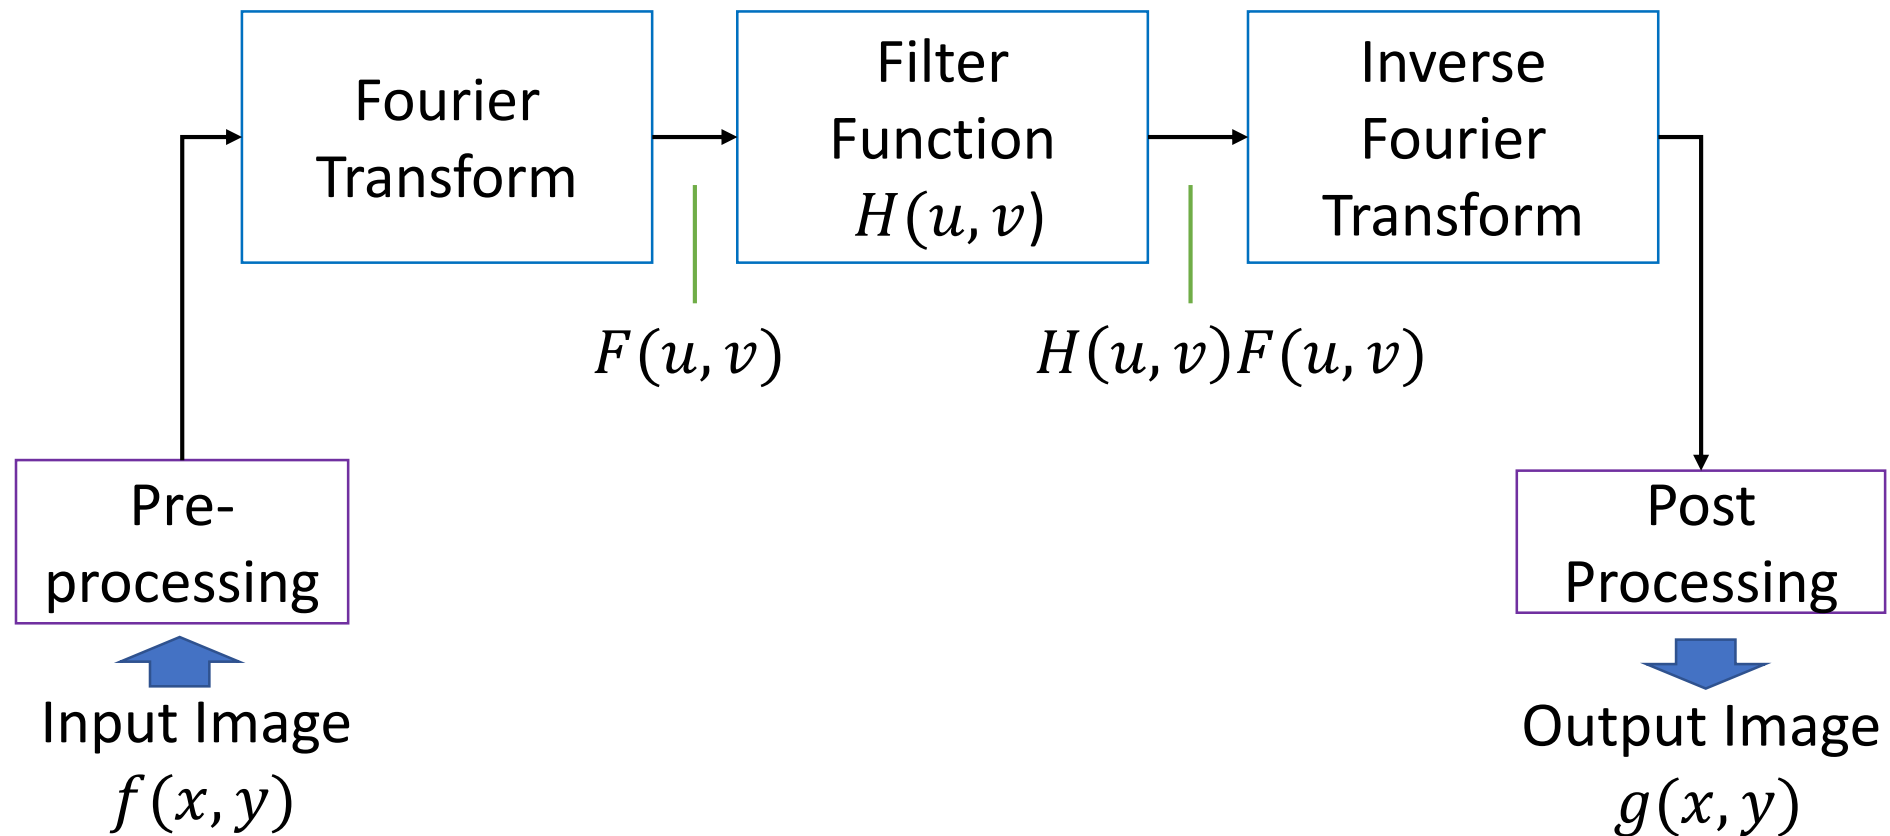 Fourier
Transform
Filter
Function
H(u, v)
Inverse
Fourier
Transform
F(u, v)
H(u, v)F(u, v)
Pre-
processing
Post
Processing
Input Image
f(x, y)
Output Image
g(x, y)